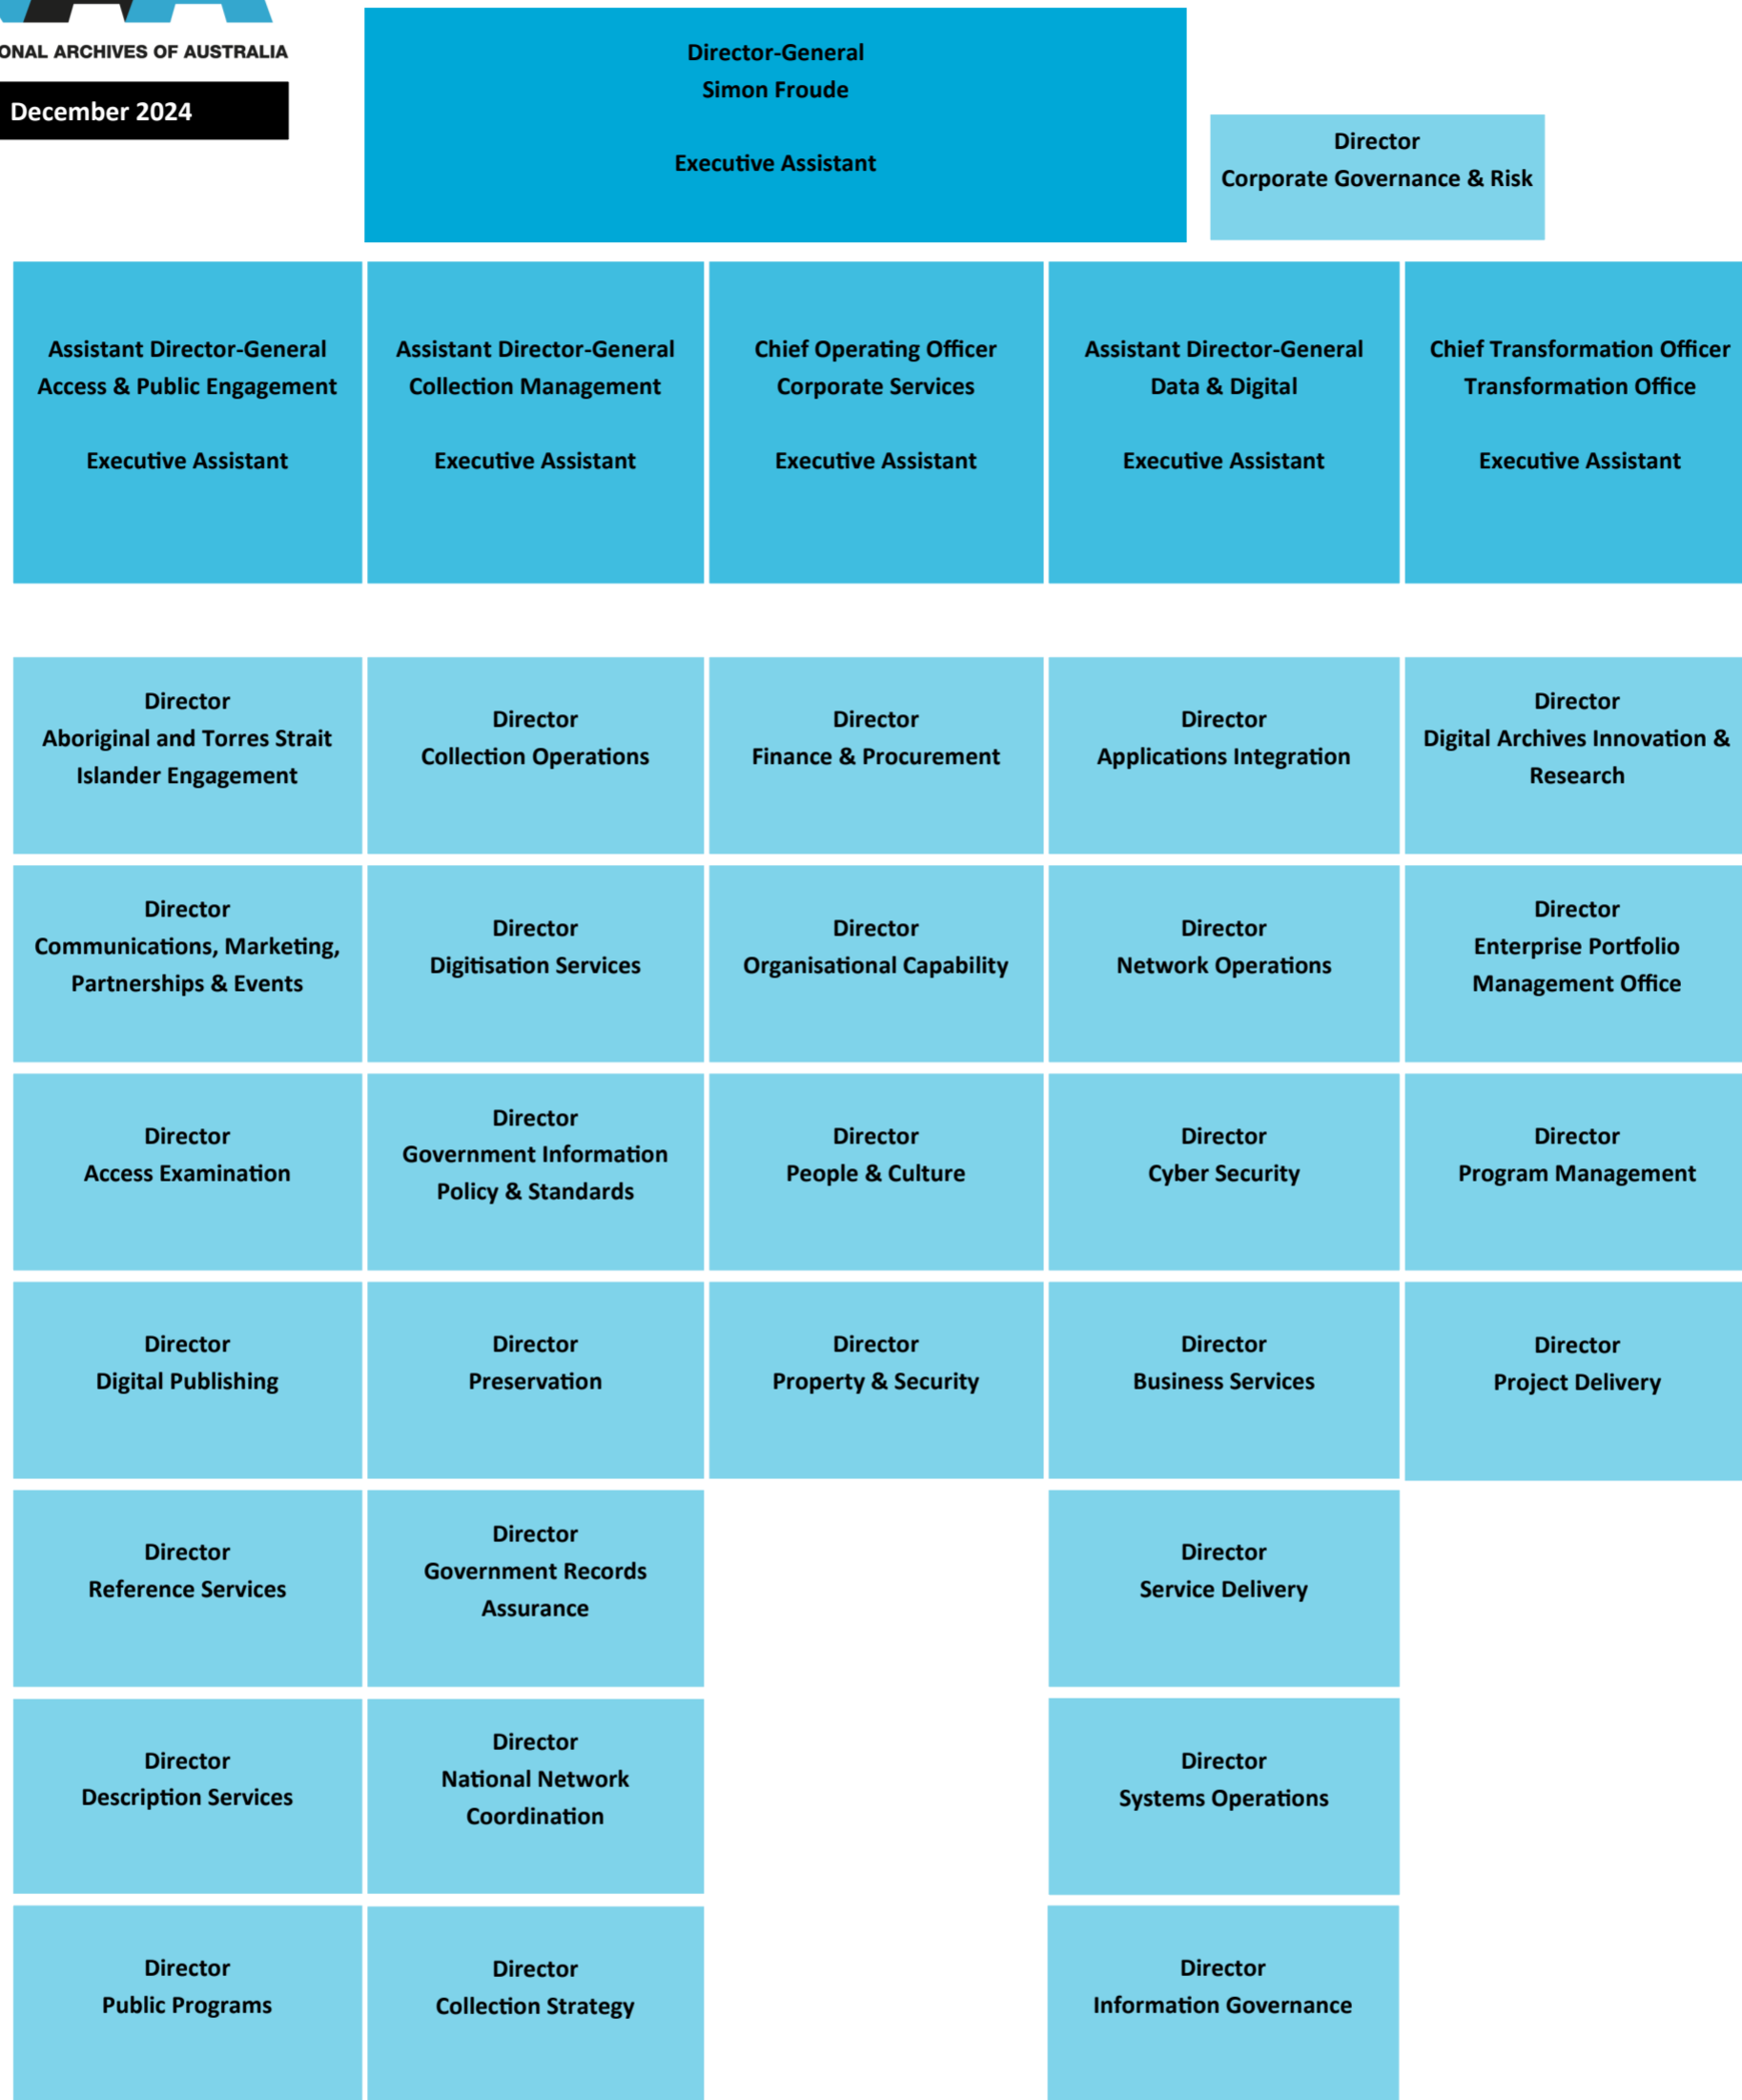 ONAL ARCHIVES OF AUSTRALIA
December 2024
Director-General
Simon Froude
Executive Assistant
Director
Corporate Governance & Risk
Assistant Director-General
Access & Public Engagement
Executive Assistant
Assistant Director-General
Collection Management
Executive Assistant
Chief Operating Officer
Corporate Services
Executive Assistant
Assistant Director-General
Data & Digital
Executive Assistant
Chief Transformation Officer
Transformation Office
Executive Assistant
Director
Aboriginal and Torres Strait
Islander Engagement
Director
Collection Operations
Director
Finance & Procurement
Director
Applications Integration
Director
Digital Archives Innovation &
Research
Director
Communications, Marketing,
Partnerships & Events
Director
Digitisation Services
Director
Organisational Capability
Director
Network Operations
Director
Enterprise Portfolio
Management Office
Director
Access Examination
Director
Government Information
Policy & Standards
Director
People & Culture
Director
Cyber Security
Director
Program Management
Director
Digital Publishing
Director
Preservation
Director
Property & Security
Director
Business Services
Director
Project Delivery
Director
Reference Services
Director
Government Records
Assurance
Director
Service Delivery
Director
Description Services
Director
National Network
Coordination
Director
Systems Operations
Director
Public Programs
Director
Collection Strategy
Director
Information Governance